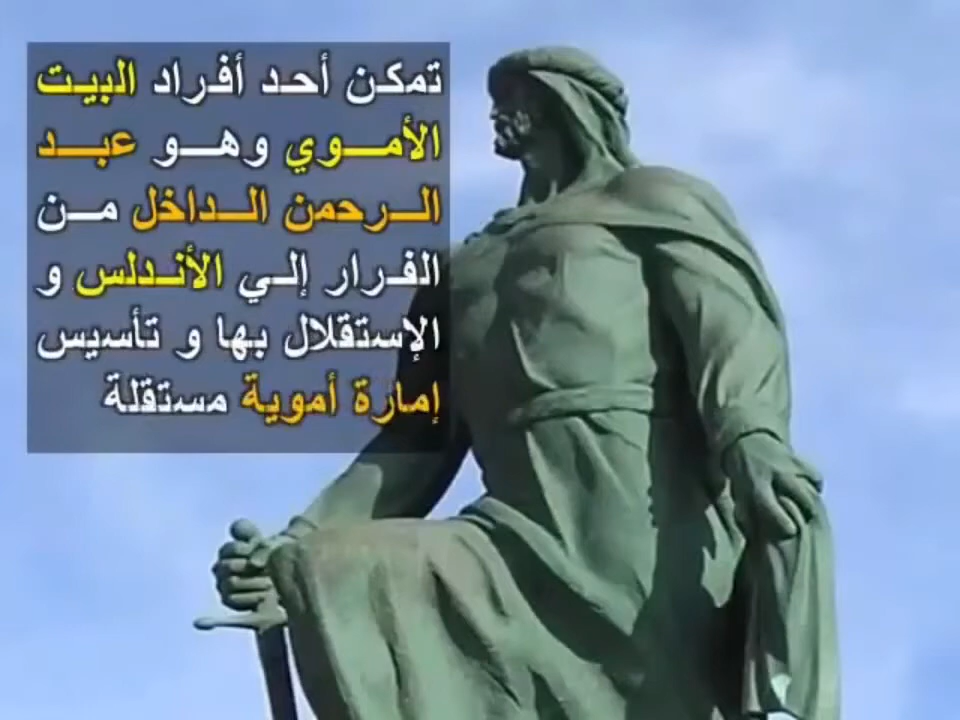 تمكن أحد أفراد البيت
الأموي وهو عبد
الرحمن الداخل من
الفرار إلي الأندلس و
الإستقلال بها و تأسيس
إمارة أموية مستقلة